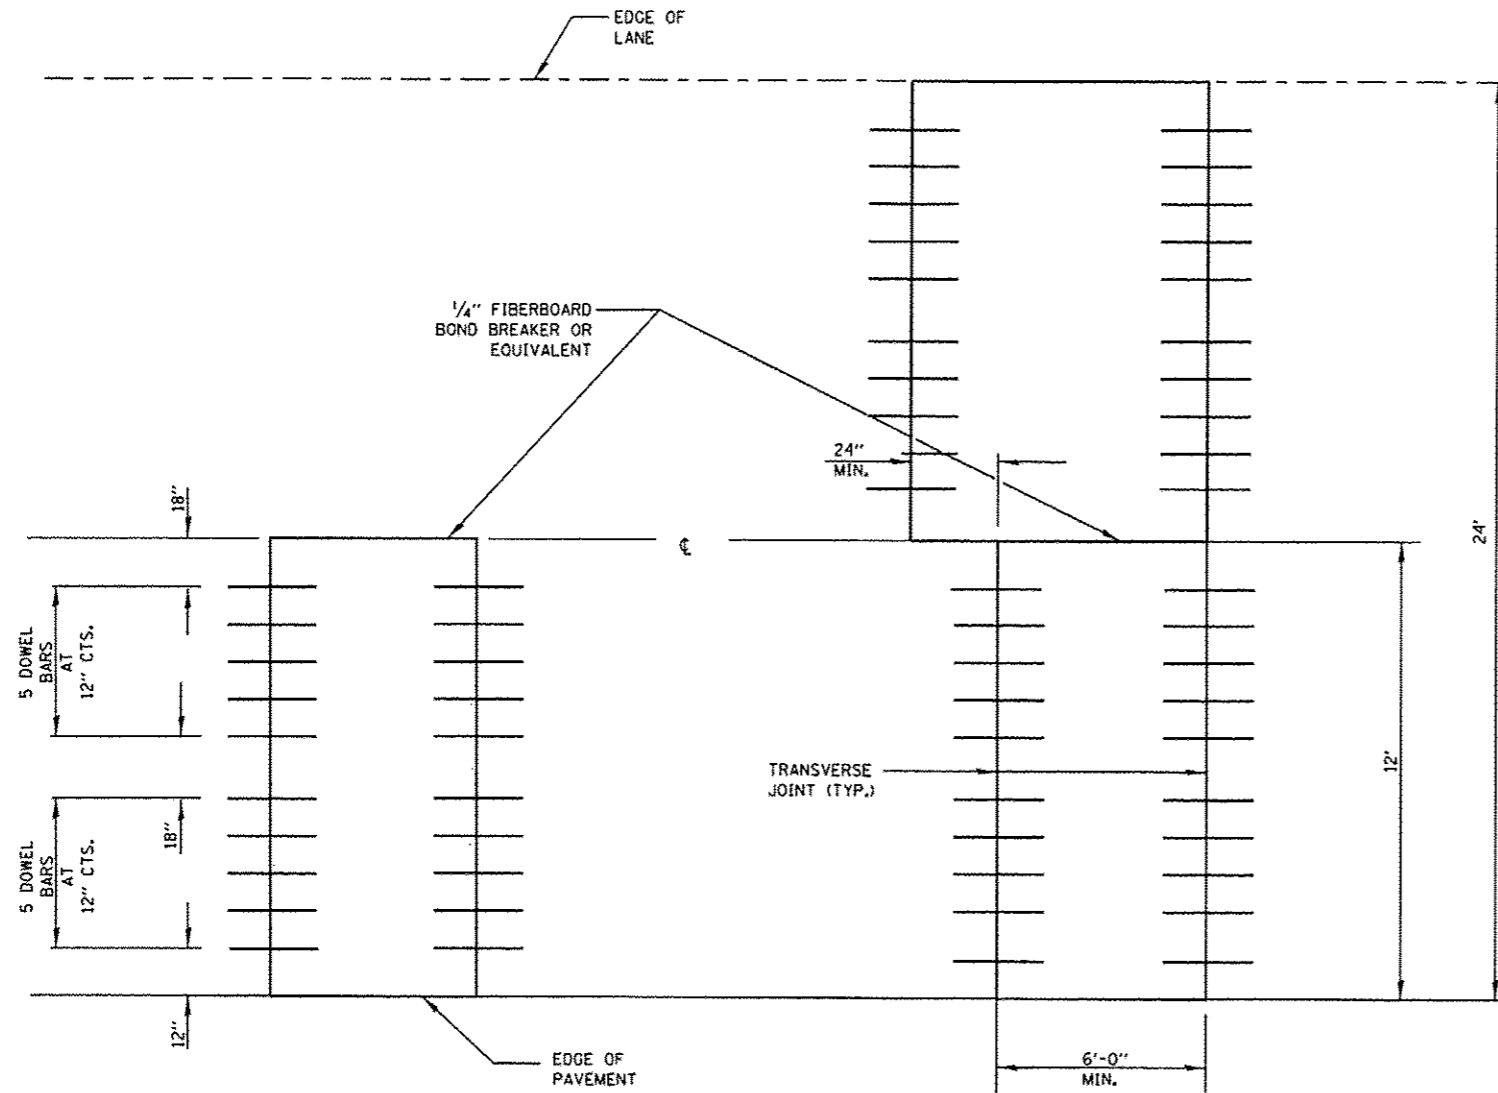 EDGE OF
LANE
1/4" FIBERBOARD
BOND BREAKER OR
EQUIVALENT
24"
MIN.
18"
℄
24'
5 DOWEL
BARS
AT
12" CTS.
TRANSVERSE
JOINT (TYP.)
12'
5 DOWEL
BARS
AT
12" CTS.
18"
12"
EDGE OF
PAVEMENT
6'-0"
MIN.